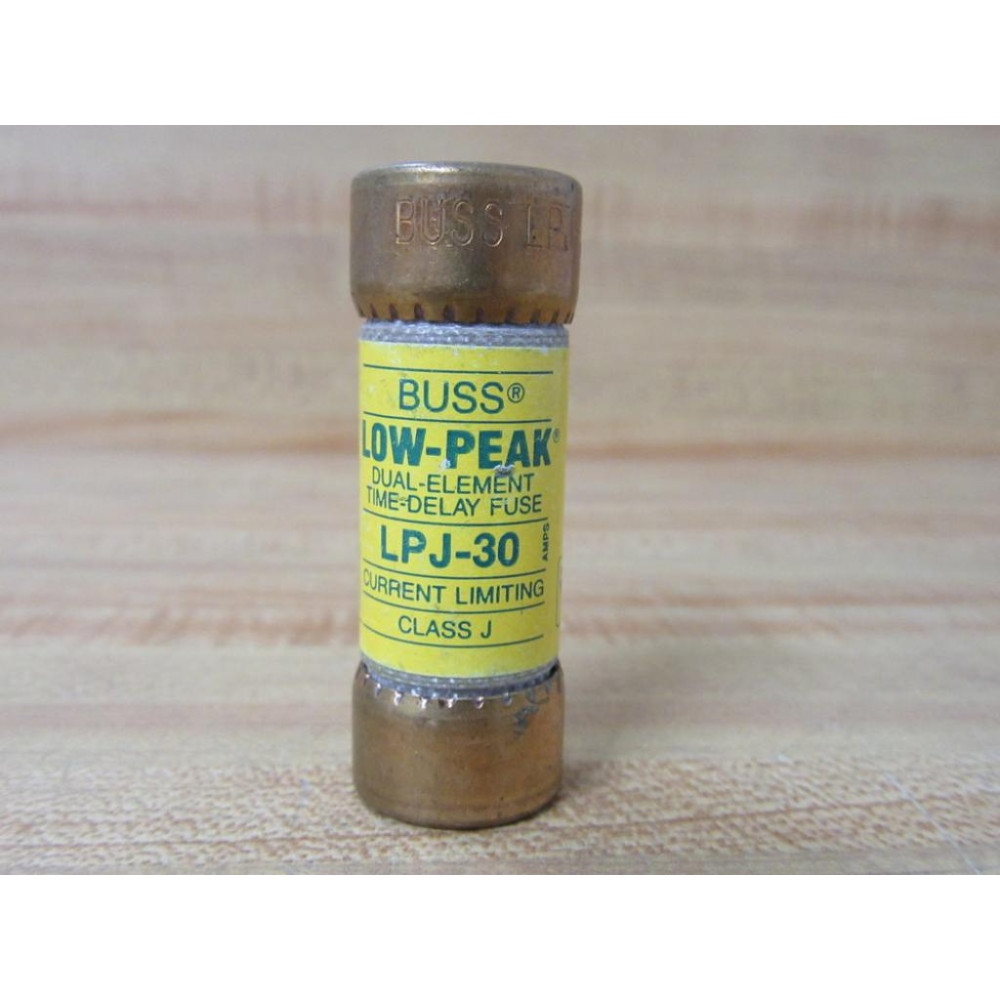 BUSS LP
BUSS®
LOW-PEAK®
DUAL-ELEMENT
TIME-DELAY FUSE
LPJ-30 AMPS
CURRENT LIMITING
CLASS J